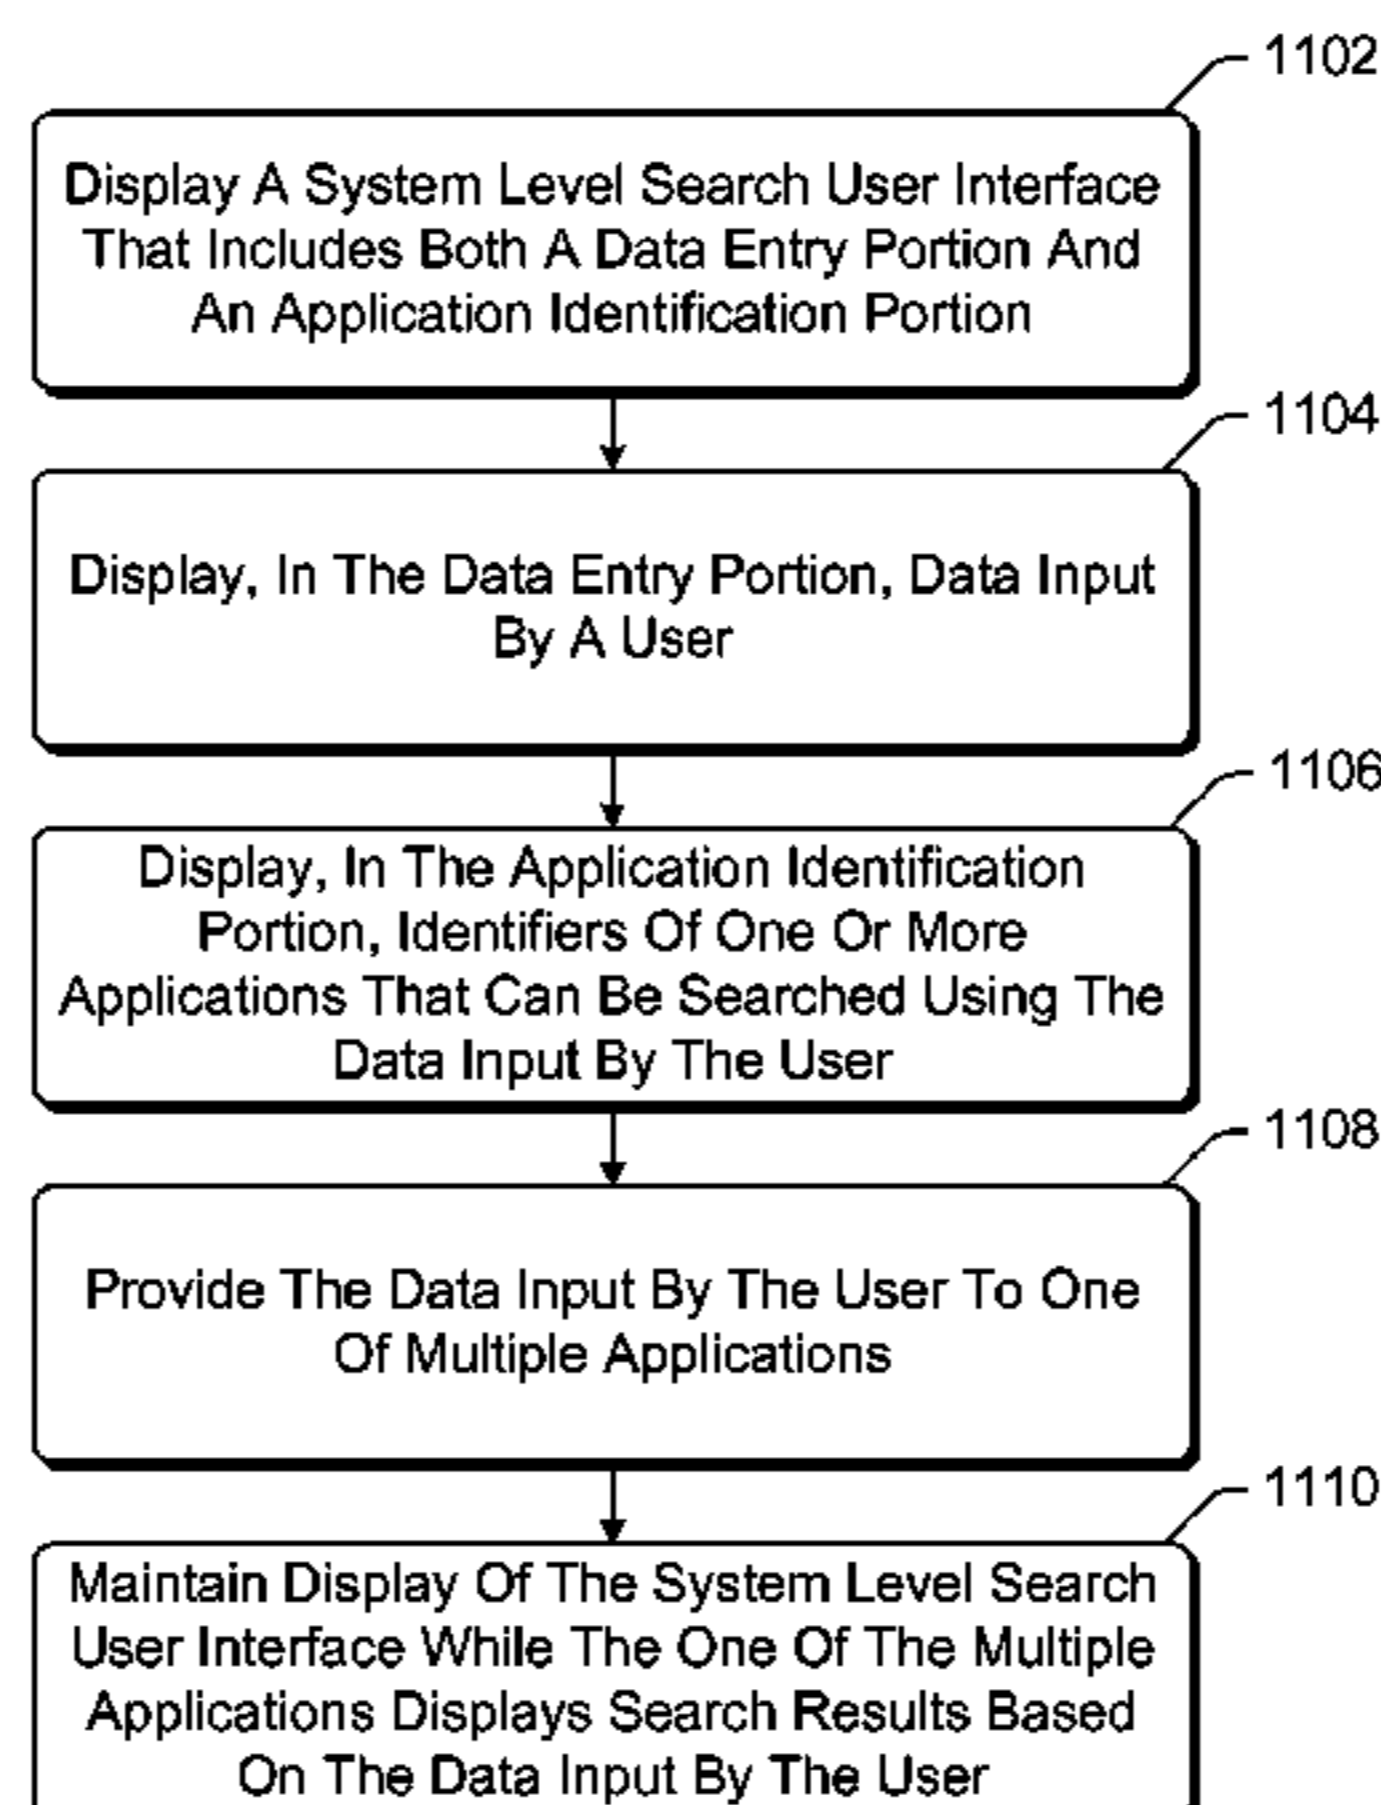 1102
Display A System Level Search User Interface
That Includes Both A Data Entry Portion And
An Application Identification Portion
1104
Display, In The Data Entry Portion, Data Input
By A User
1106
Display, In The Application Identification
Portion, Identifiers Of One Or More
Applications That Can Be Searched Using The
Data Input By The User
1108
Provide The Data Input By The User To One
Of Multiple Applications
1110
Maintain Display Of The System Level Search
User Interface While The One Of The Multiple
Applications Displays Search Results Based
On The Data Input By The User